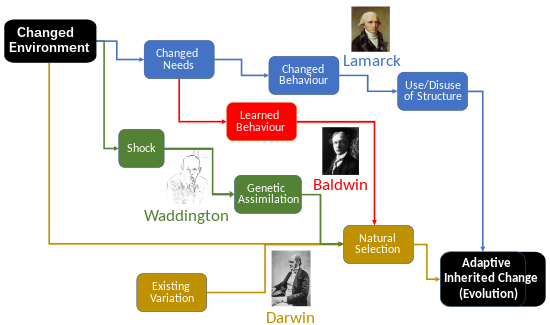 Changed
Environment
Changed
Needs
Lamarck
Changed
Behaviour
Use/Disuse
of Structure
Learned
Behaviour
Shock
Baldwin
Genetic
Assimilation
Waddington
Natural
Selection
Adaptive
Inherited Change
(Evolution)
Existing
Variation
Darwin